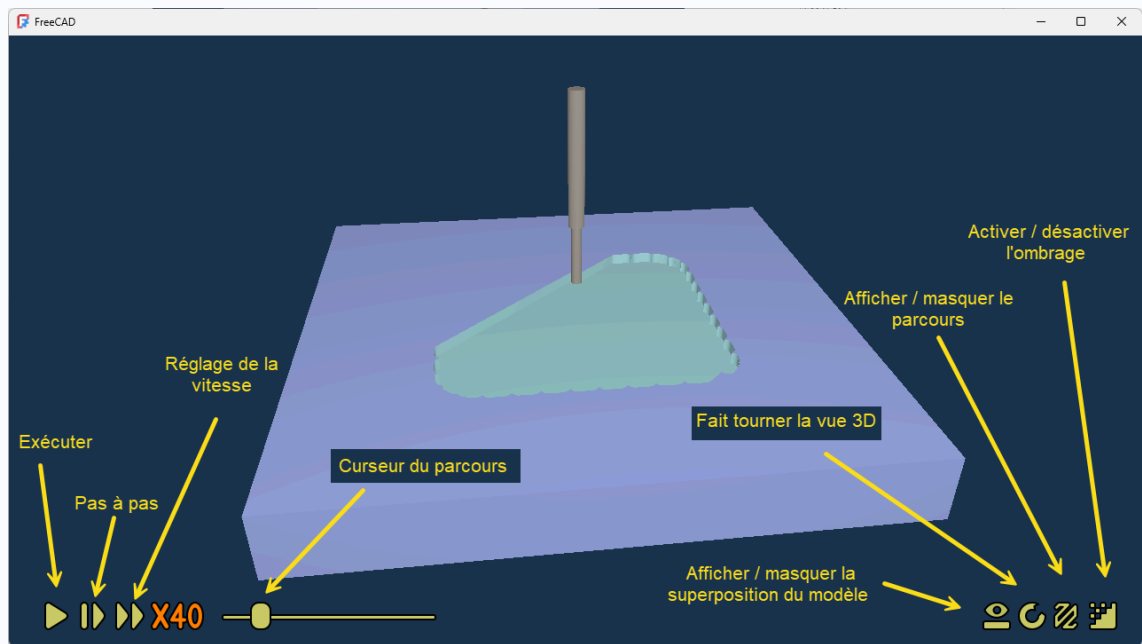 FreeCAD
Activer / désactiver
l'ombrage
Afficher / masquer le
parcours
Réglage de la
vitesse
Fait tourner la vue 3D
Exécuter
Curseur du parcours
Pas à pas
Afficher / masquer la
superposition du modèle
X40